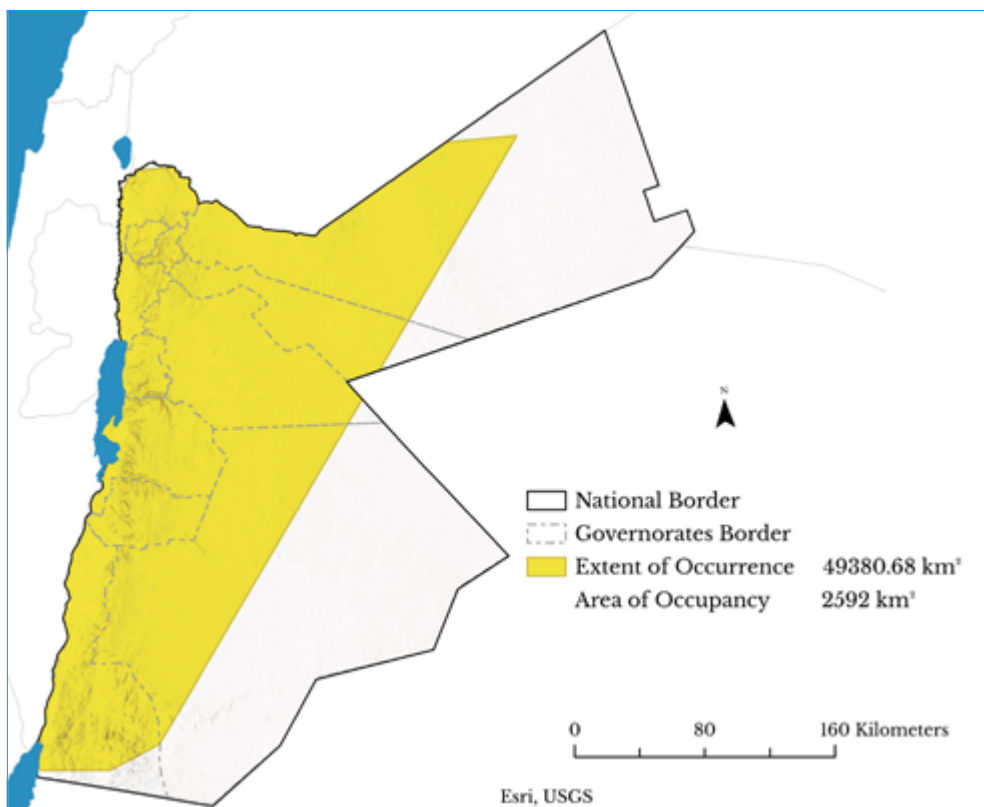 N
National Border
Governorates Border
Extent of Occurrence 49380.68 km²
Area of Occupancy 2592 km²
0 80 160 Kilometers
Esri, USGS